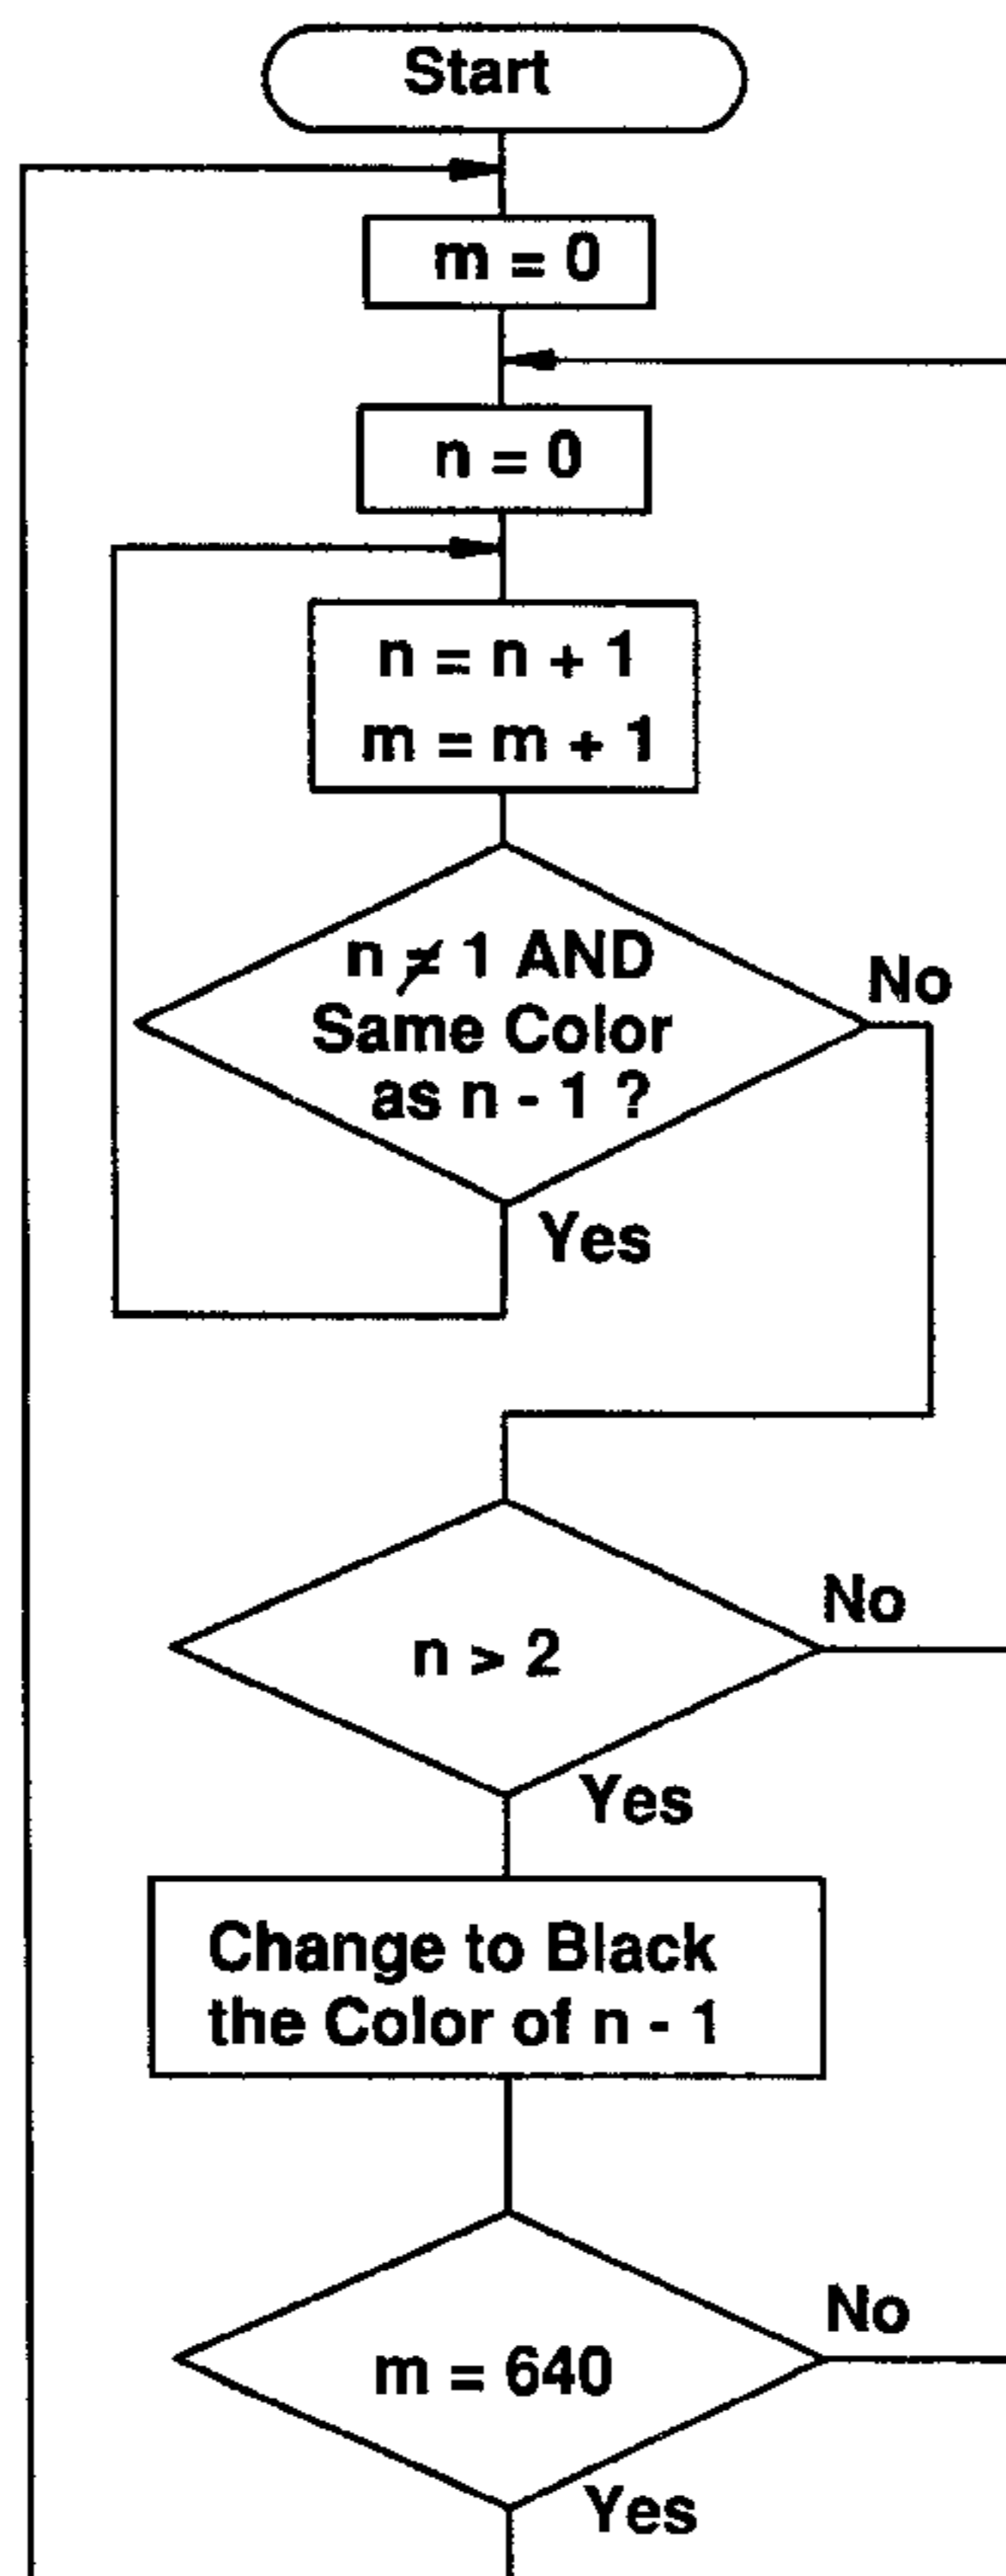 Start
m = 0
n = 0
n = n + 1
m = m + 1
n ≠ 1 AND
Same Color
as n - 1 ?
No
Yes
n > 2
No
Yes
Change to Black
the Color of n - 1
m = 640
No
Yes